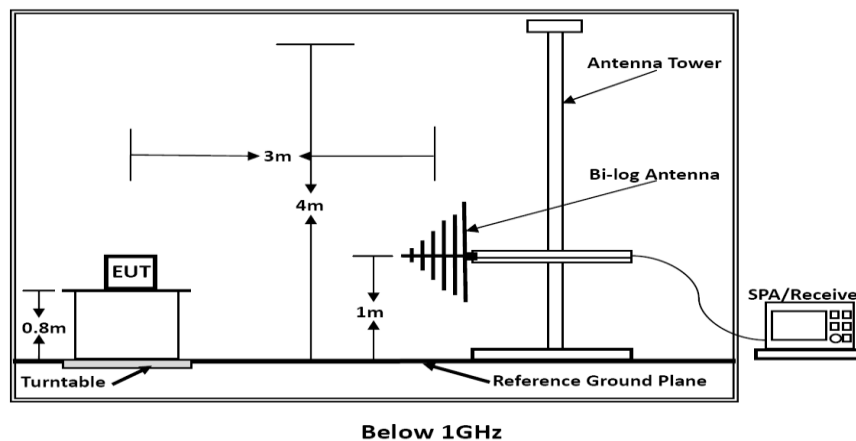 Antenna Tower
3m
Bi-log Antenna
4m
EUT
1m
0.8m
SPA/Receive
Turntable
Reference Ground Plane
Below 1GHz